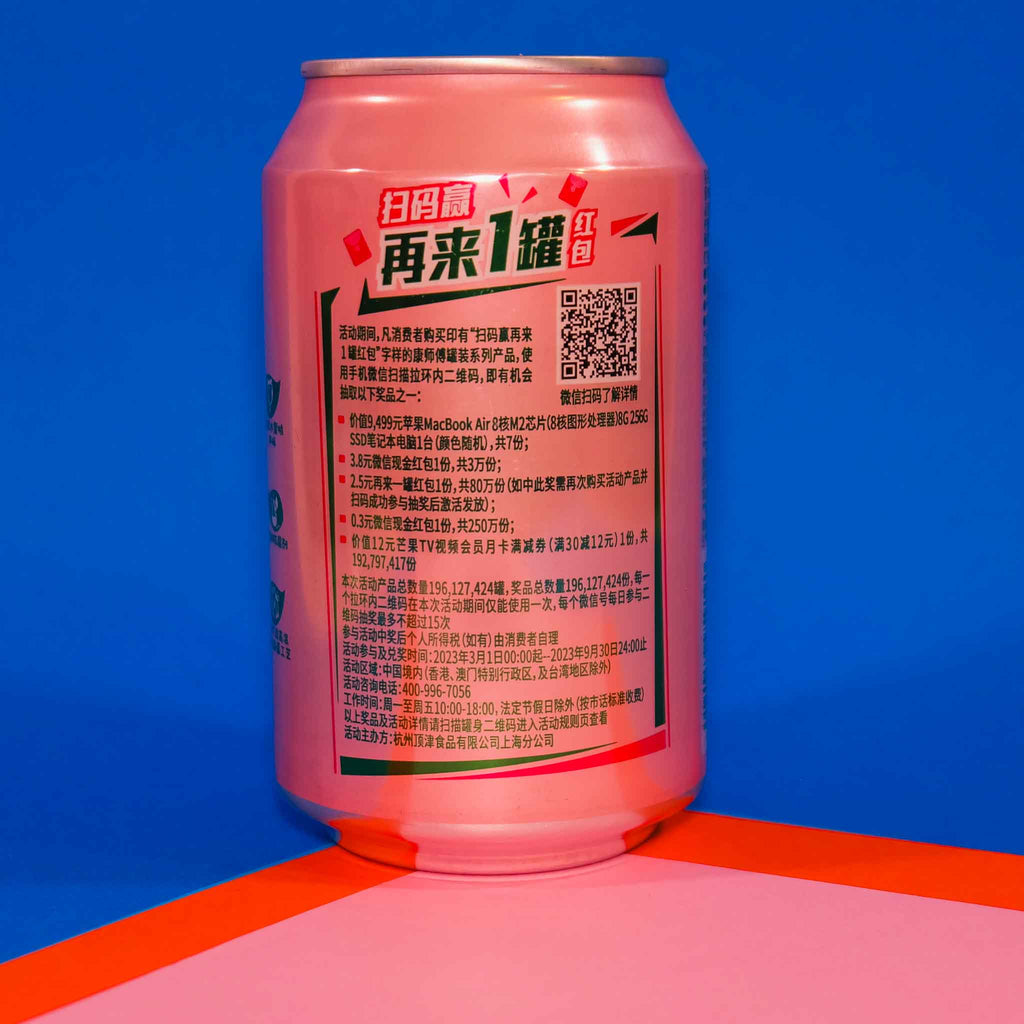 扫码赢
再来1罐
红包
活动期间,凡消费者购买印有“扫码赢再来
1罐红包”字样的康师傅罐装系列产品,使
用手机微信扫描拉环内二维码,即有机会
抽取以下奖品之一:
微信扫码了解详情
价值9,499元苹果MacBook Air 8核M2芯片(8核图形处理器)8G 256G
SSD笔记本电脑1台(颜色随机),共7份;
3.8元微信现金红包1份,共3万份;
2.5元再来一罐红包1份,共80万份(如中此奖需再次购买活动产品并
扫码成功参与抽奖后激活发放);
0.3元微信现金红包1份,共250万份;
价值12元芒果TV视频会员月卡满减券(满30减12元)1份,共
192,797,417份
本次活动产品总数量196,127,424罐,奖品总数量196,127,424份,每一
个拉环内二维码在本次活动期间仅能使用一次,每个微信号每日参与二
维码抽奖最多不超过15次
参与活动中奖后个人所得税(如有)由消费者自理
活动参与及兑奖时间:2023年3月1日00:00起--2023年9月30日24:00止
活动区域:中国境内(香港、澳门特别行政区,及台湾地区除外)
活动咨询电话:400-996-7056
工作时间:周一至周五10:00-18:00,法定节假日除外(按市话标准收费)
以上奖品及活动详情请扫描罐身二维码进入活动规则页查看
活动主办方:杭州顶津食品有限公司上海分公司